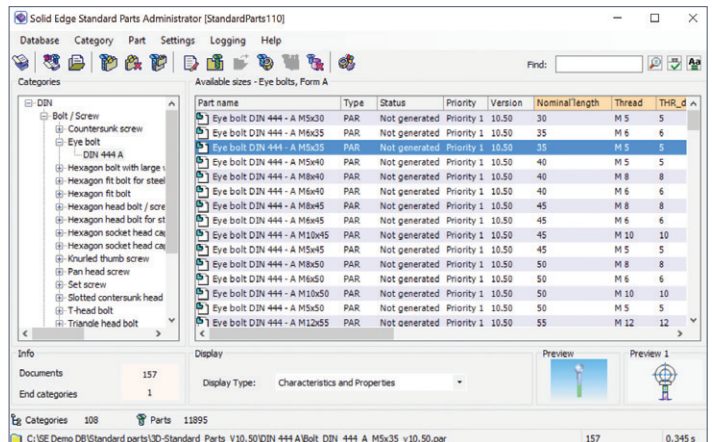 Solid Edge Standard Parts Administrator [StandardParts110]
Database Category Part Settings Logging Help
Find:
Categories
Available sizes - Eye bolts, Form A
DIN
Bolt / Screw
Countersunk screw
Eye bolt
DIN 444 A
Hexagon bolt with large
Hexagon fit bolt for steel
Hexagon fit bolt
Hexagon head bolt / scre
Hexagon head bolt for st
Hexagon socket head ca
Hexagon socket head ca
Knurled thumb screw
Pan head screw
Set screw
Slotted contersunk head
T-head bolt
Triangle head bolt
Part name Type Status Priority Version Nominal length Thread THR_d
Eye bolt DIN 444 - A M5x30 PAR Not generated Priority 1 10.50 30 M 5 5
Eye bolt DIN 444 - A M6x35 PAR Not generated Priority 1 10.50 35 M 6 6
Eye bolt DIN 444 - A M5x35 PAR Not generated Priority 1 10.50 35 M 5 5
Eye bolt DIN 444 - A M5x40 PAR Not generated Priority 1 10.50 40 M 5 5
Eye bolt DIN 444 - A M8x40 PAR Not generated Priority 1 10.50 40 M 8 8
Eye bolt DIN 444 - A M6x40 PAR Not generated Priority 1 10.50 40 M 6 6
Eye bolt DIN 444 - A M8x45 PAR Not generated Priority 1 10.50 45 M 8 8
Eye bolt DIN 444 - A M6x45 PAR Not generated Priority 1 10.50 45 M 6 6
Eye bolt DIN 444 - A M10x45 PAR Not generated Priority 1 10.50 45 M 10 10
Eye bolt DIN 444 - A M5x45 PAR Not generated Priority 1 10.50 45 M 5 5
Eye bolt DIN 444 - A M8x50 PAR Not generated Priority 1 10.50 50 M 8 8
Eye bolt DIN 444 - A M6x50 PAR Not generated Priority 1 10.50 50 M 6 6
Eye bolt DIN 444 - A M10x50 PAR Not generated Priority 1 10.50 50 M 10 10
Eye bolt DIN 444 - A M5x50 PAR Not generated Priority 1 10.50 50 M 5 5
Eye bolt DIN 444 - A M12x55 PAR Not generated Priority 1 10.50 55 M 12 12
Info
Documents 157
End categories 1
Display
Display Type: Characteristics and Properties
Preview
Preview 1
Categories 108 Parts 11895
C:\SE Demo DB\Standard parts\3D-Standard_Parts_V10.50\DIN 444 A\Bolt_DIN_444_A_M5x35_v10.50.par 157 0.345 s